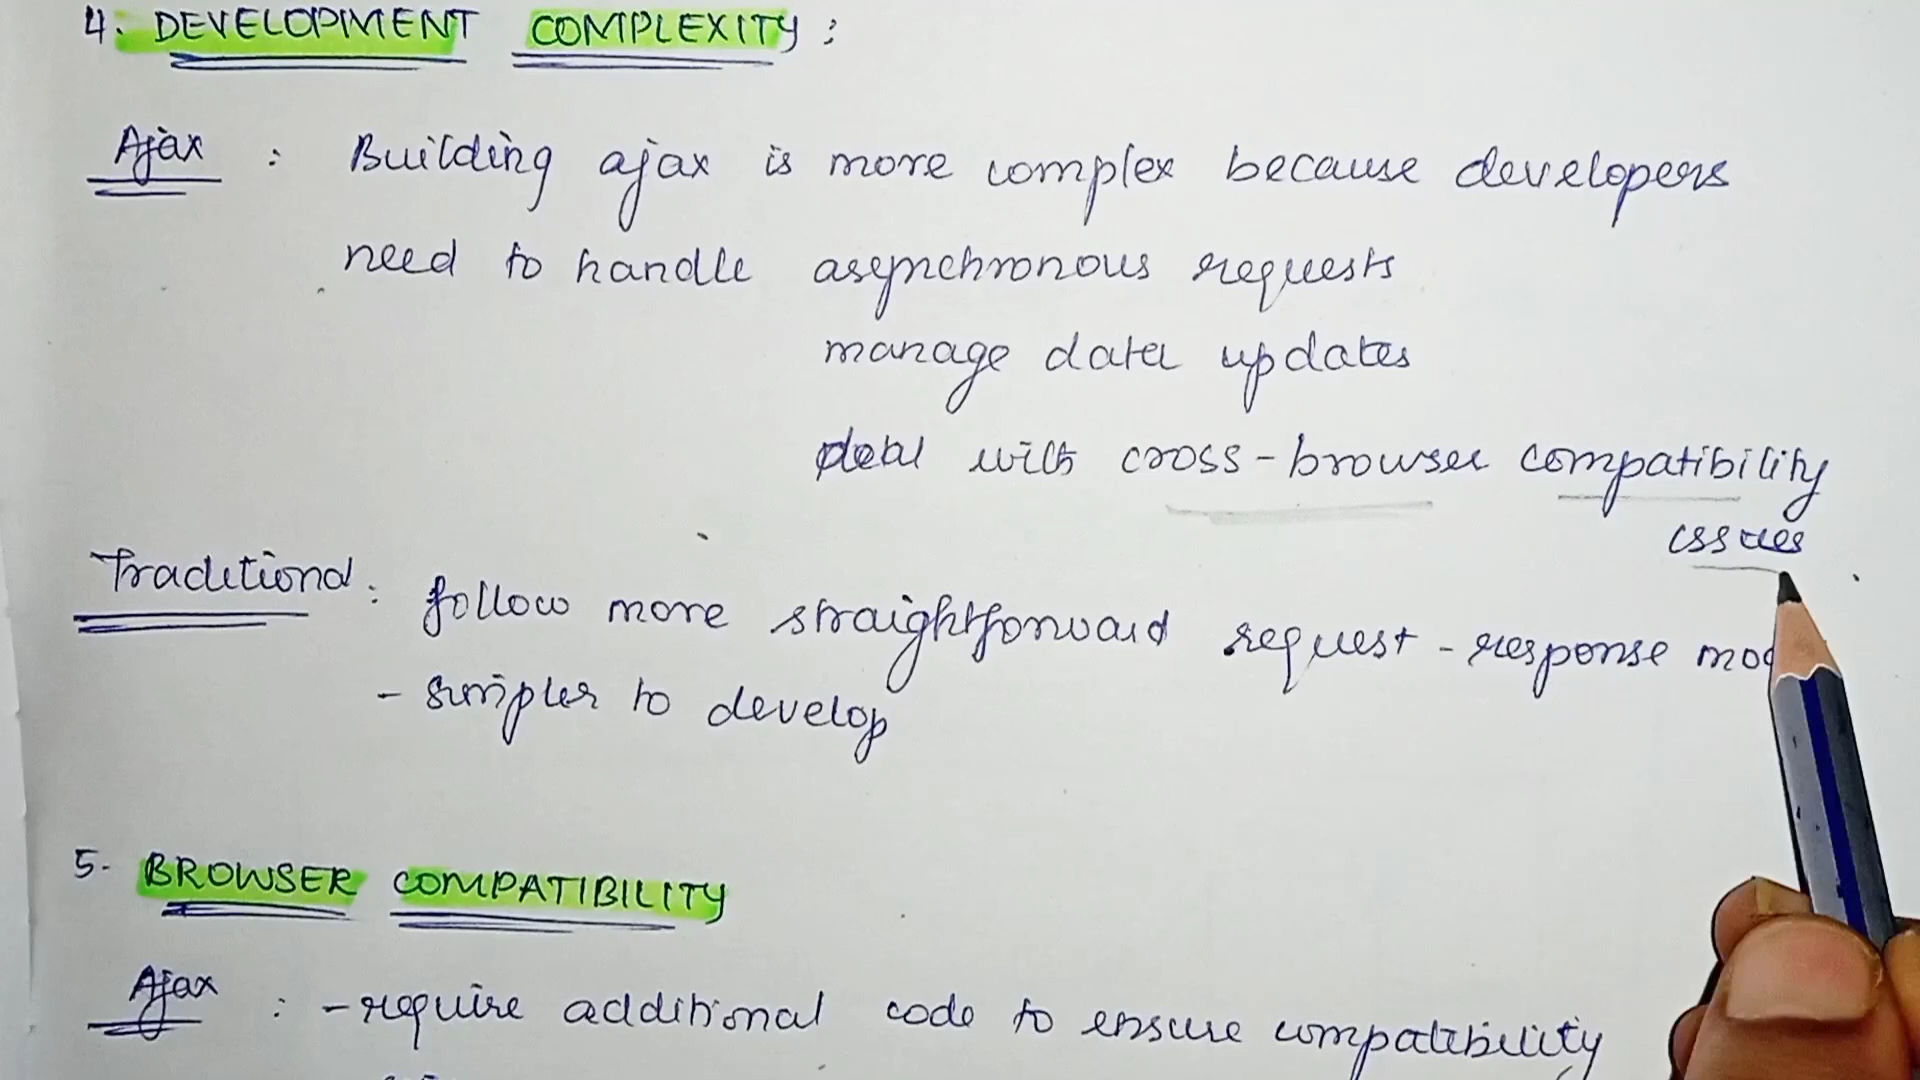 4. DEVELOPMENT COMPLEXITY :
Ajax : Building ajax is more complex because developers
need to handle asynchronous requests
manage data updates
deal with cross-browser compatibility
issues
Traditional : follow more straightforward request-response
- simpler to develop
5. BROWSER COMPATIBILITY
Ajax : - require additional code to ensure compatibility